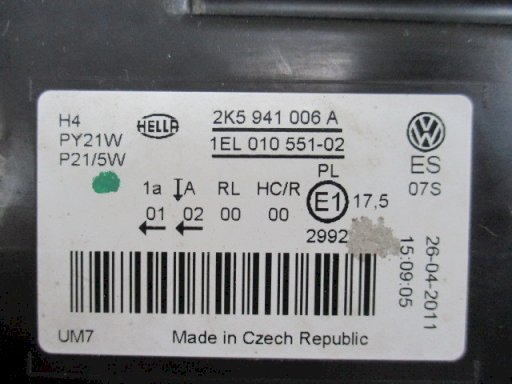 H4
PY21W
P21/5W
HELLA
2K5 941 006 A
1EL 010 551-02
VW
ES
07S
PL
1a A RL HC/R E1 17,5
01 02 00 00
2992
26-04-2011
15:09:05
UM7 Made in Czech Republic